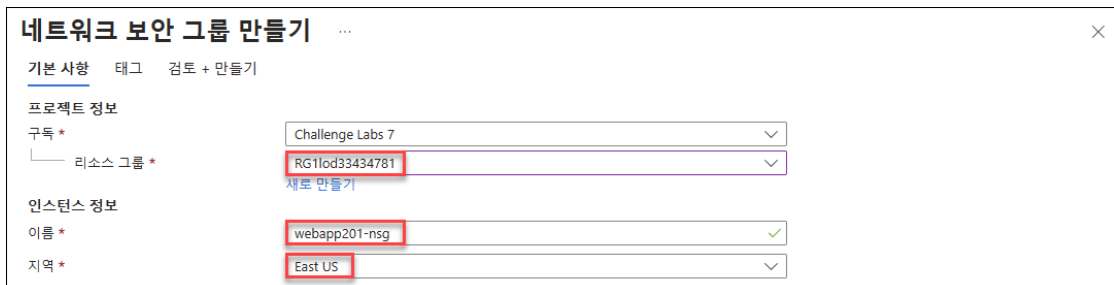 네트워크 보안 그룹 만들기 ...
기본 사항 태그 검토 + 만들기
프로젝트 정보
구독 * Challenge Labs 7
리소스 그룹 * RG1lod33434781
새로 만들기
인스턴스 정보
이름 * webapp201-nsg
지역 * East US